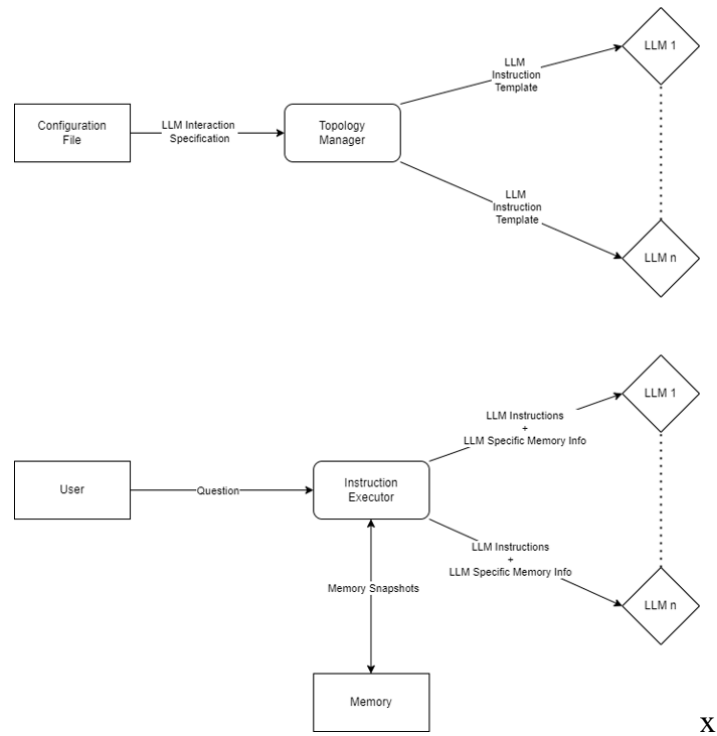 LLM 1
LLM
Instruction
Template
Configuration
File
LLM Interaction
Specification
Topology
Manager
LLM
Instruction
Template
LLM n
LLM 1
LLM Instructions
+
LLM Specific Memory Info
User
Question
Instruction
Executor
LLM Instructions
+
LLM Specific Memory Info
LLM n
Memory Snapshots
Memory
x